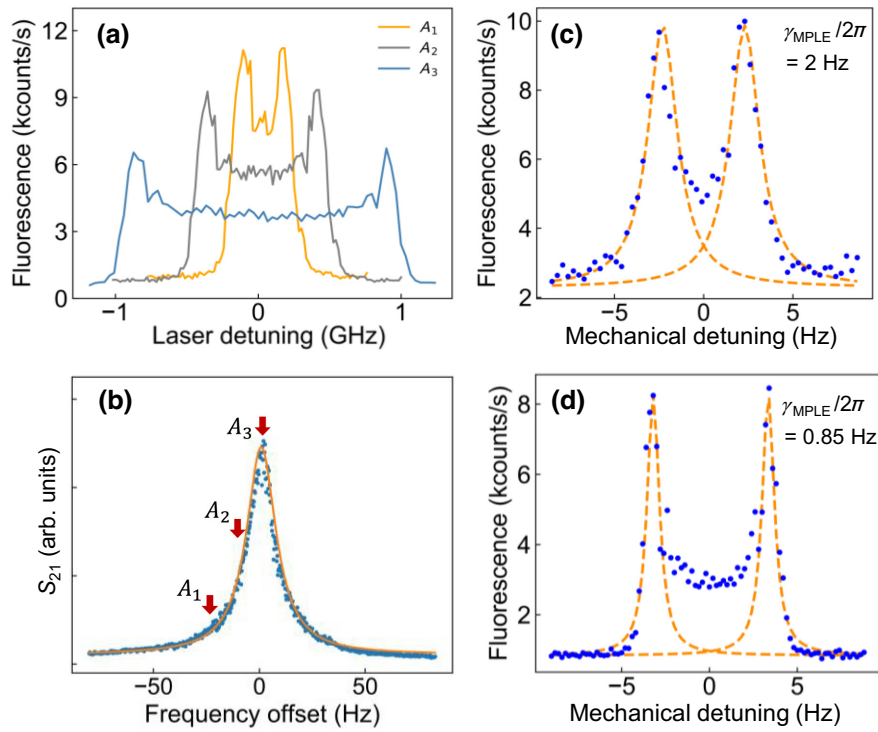 (a)
A₁
A₂
A₃
12
9
6
3
0
Fluorescence (kcounts/s)
−1
0
1
Laser detuning (GHz)
(b)
A₃
A₂
A₁
S₂₁ (arb. units)
−50
0
50
Frequency offset (Hz)
(c)
γMPLE/2π
= 2 Hz
10
8
6
4
2
Fluorescence (kcounts/s)
−5
0
5
Mechanical detuning (Hz)
(d)
γMPLE/2π
= 0.85 Hz
8
6
4
2
Fluorescence (kcounts/s)
−5
0
5
Mechanical detuning (Hz)